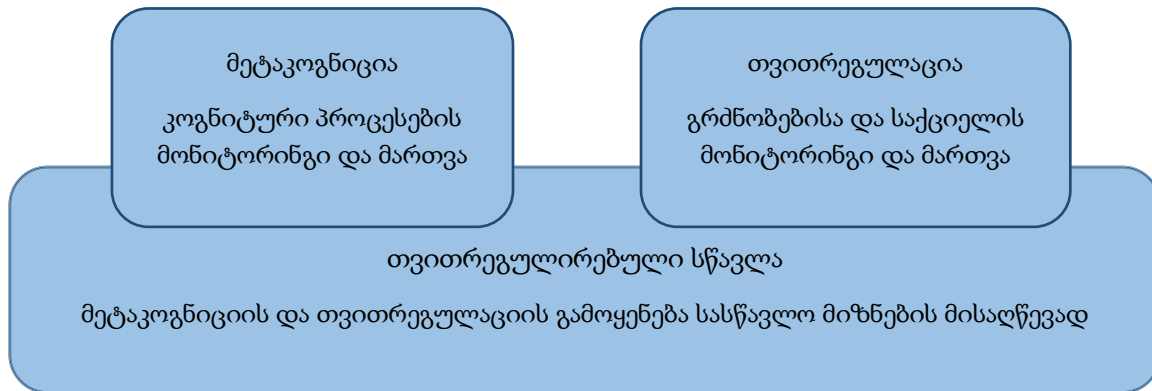 მეტაკოგნიცია
კოგნიტური პროცესების
მონიტორინგი და მართვა
თვითრეგულაცია
გრძნობებისა და საქციელის
მონიტორინგი და მართვა
თვითრეგულირებული სწავლა
მეტაკოგნიციის და თვითრეგულაციის გამოყენება სასწავლო მიზნების მისაღწევად